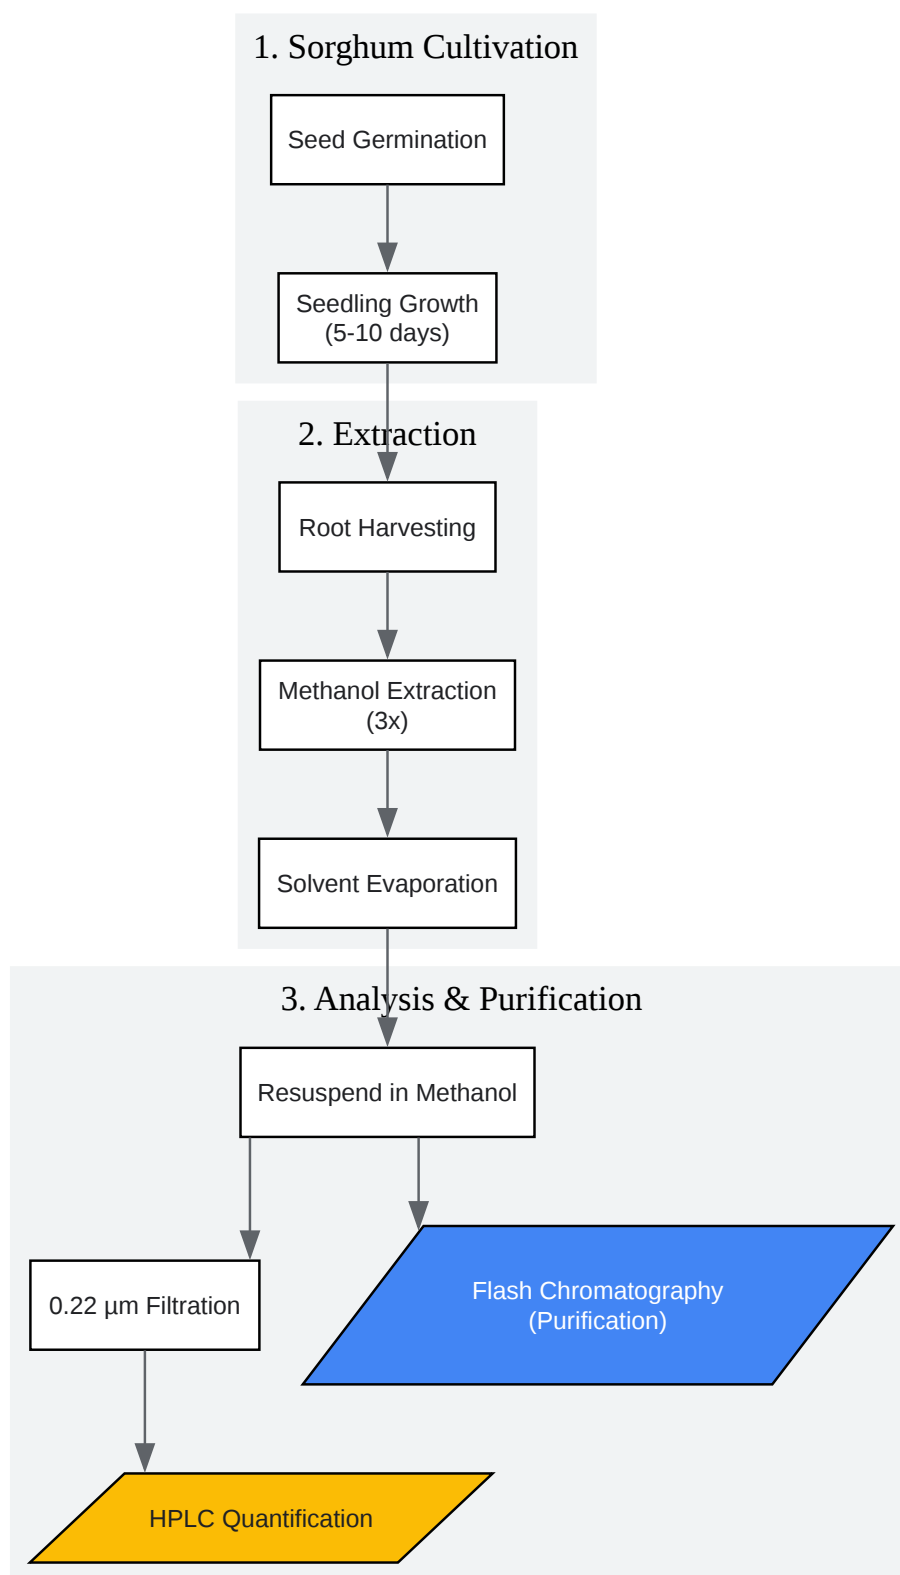 1. Sorghum Cultivation
Seed Germination
Seedling Growth
(5-10 days)
2. Extraction
Root Harvesting
Methanol Extraction
(3x)
Solvent Evaporation
3. Analysis & Purification
Resuspend in Methanol
0.22 µm Filtration
Flash Chromatography
(Purification)
HPLC Quantification